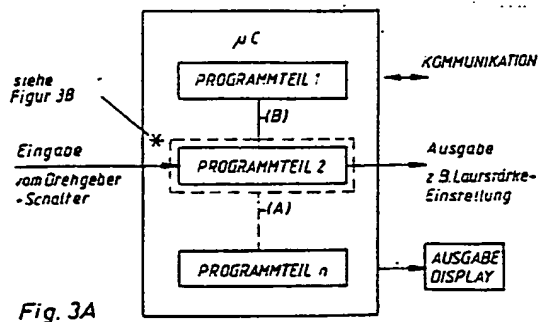 µC
siehe
Figur 3B
PROGRAMMTEIL 1
KOMMUNIKATION
(B)
*
Eingabe
vom Drehgeber
+Schalter
PROGRAMMTEIL 2
Ausgabe
z.B. Laurstärke-
Einstellung
(A)
PROGRAMMTEIL n
AUSGABE
DISPLAY
Fig. 3A